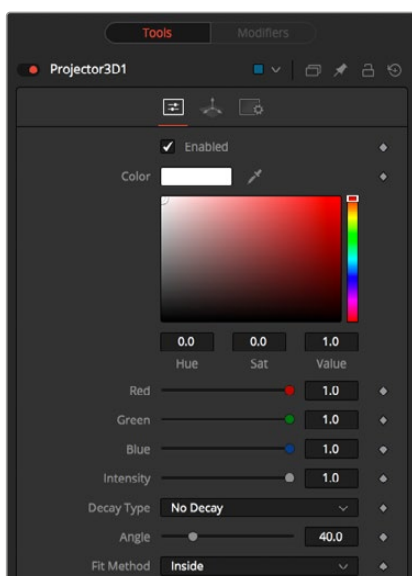 Tools Modifiers
Projector3D1
Enabled
Color
0.0 0.0 1.0
Hue Sat Value
Red 1.0
Green 1.0
Blue 1.0
Intensity 1.0
Decay Type No Decay
Angle 40.0
Fit Method Inside